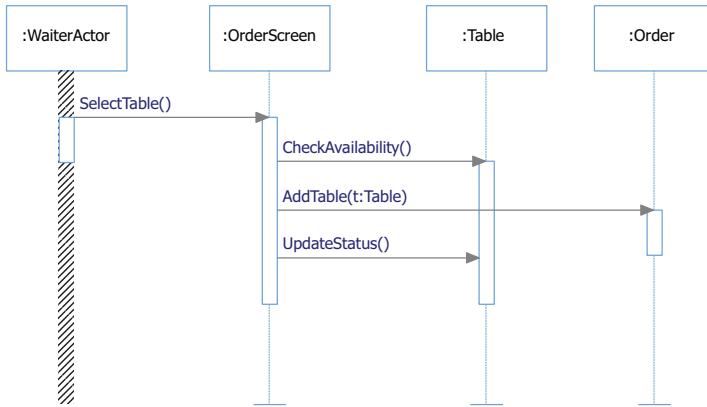 :WaiterActor
:OrderScreen
:Table
:Order
SelectTable()
CheckAvailability()
AddTable(t:Table)
UpdateStatus()